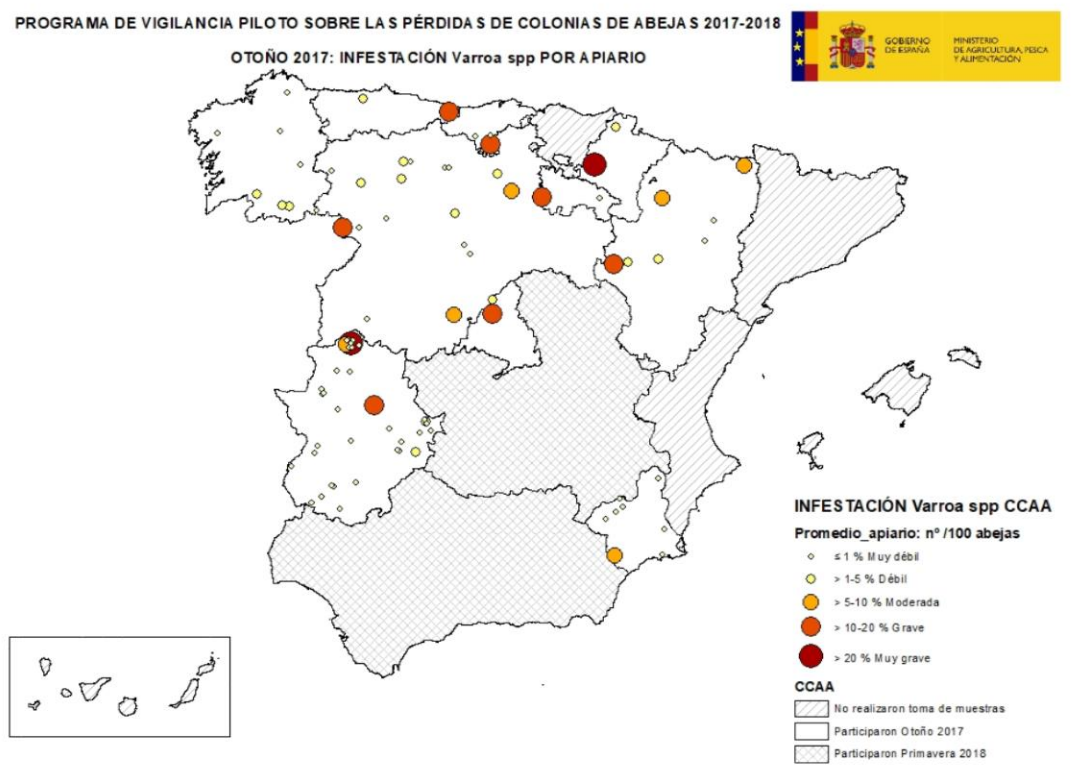 PROGRAMA DE VIGILANCIA PILOTO SOBRE LAS PÉRDIDAS DE COLONIAS DE ABEJAS 2017-2018
OTOÑO 2017: INFESTACIÓN Varroa spp POR APIARIO
GOBIERNO
DE ESPAÑA
MINISTERIO
DE AGRICULTURA, PESCA
Y ALIMENTACIÓN
INFESTACIÓN Varroa spp CCAA
Promedio_apiario: nº /100 abejas
≤ 1 % Muy débil
> 1-5 % Débil
> 5-10 % Moderada
> 10-20 % Grave
> 20 % Muy grave
CCAA
No realizaron toma de muestras
Participaron Otoño 2017
Participaron Primavera 2018